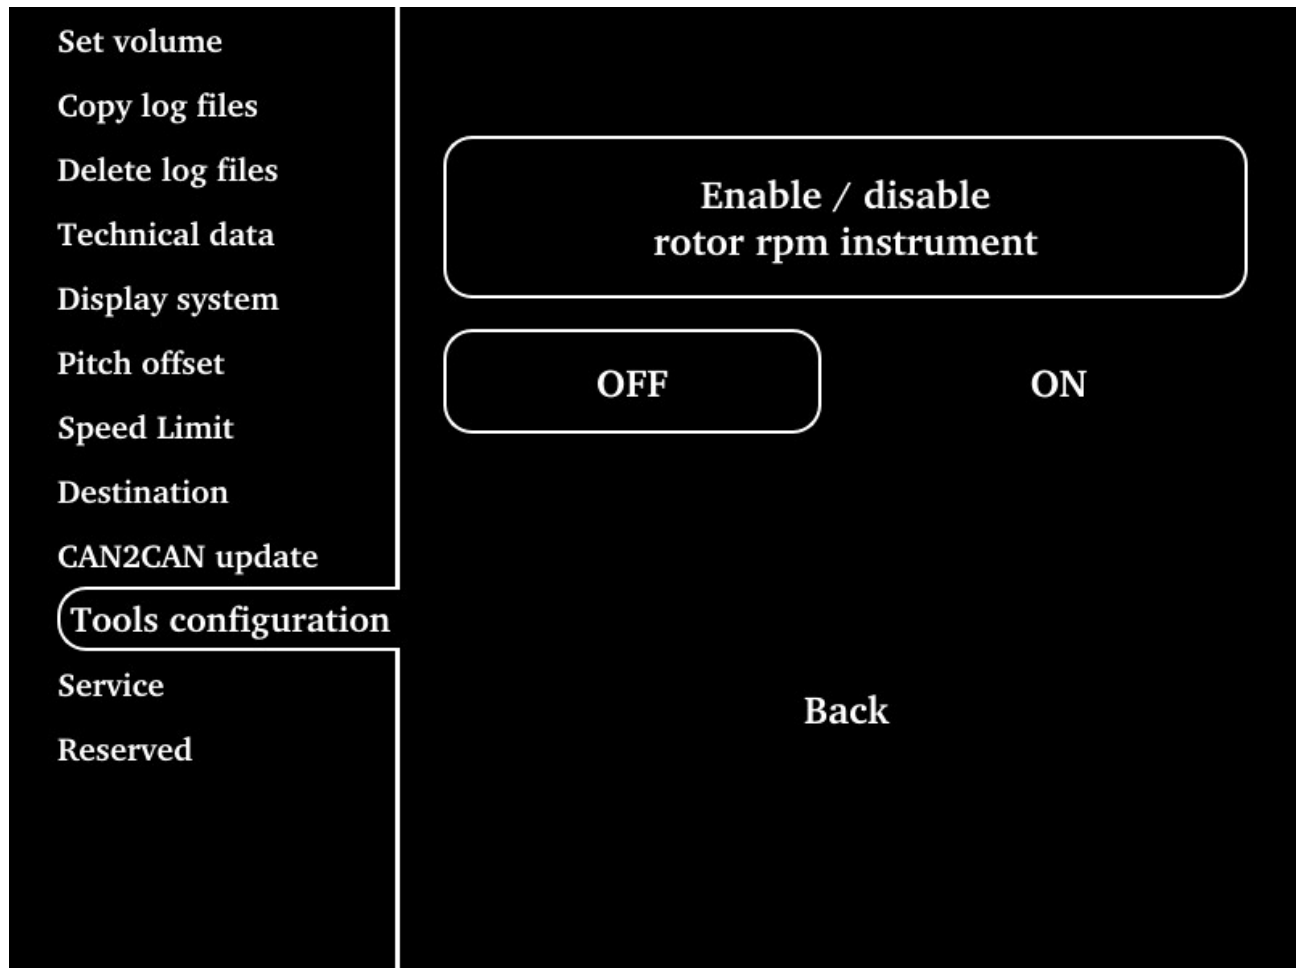 Set volume
Copy log files
Delete log files
Technical data
Display system
Pitch offset
Speed Limit
Destination
CAN2CAN update
Tools configuration
Service
Reserved
Enable / disable
rotor rpm instrument
OFF
ON
Back